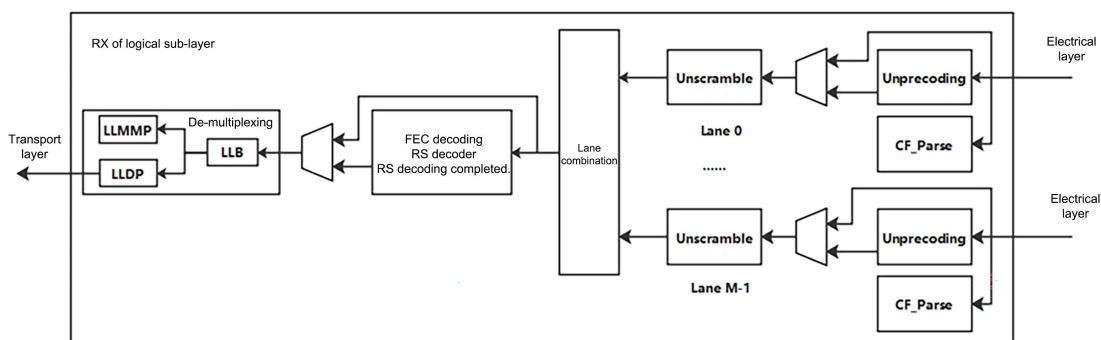 RX of logical sub-layer
Electrical
layer
Unscramble
Unprecoding
Lane 0
CF_Parse
......
Transport
layer
De-multiplexing
LLMMP
LLB
LLDP
FEC decoding
RS decoder
RS decoding completed.
Lane
combination
Electrical
layer
Unscramble
Unprecoding
Lane M-1
CF_Parse